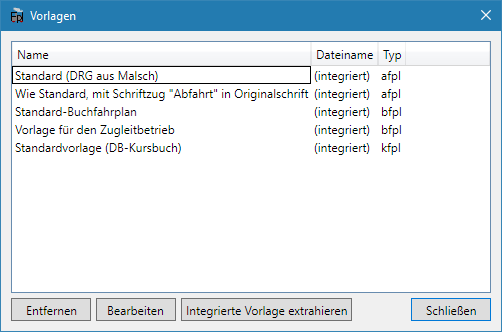 Fpl Vorlagen
Name Dateiname Typ
Standard (DRG aus Malsch) (integriert) afpl
Wie Standard, mit Schriftzug "Abfahrt" in Originalschrift (integriert) afpl
Standard-Buchfahrplan (integriert) bfpl
Vorlage für den Zugleitbetrieb (integriert) bfpl
Standardvorlage (DB-Kursbuch) (integriert) kfpl
Entfernen Bearbeiten Integrierte Vorlage extrahieren Schließen